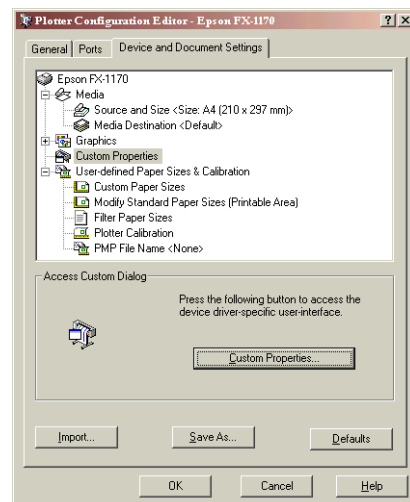 Plotter Configuration Editor - Epson FX-1170
General
Ports
Device and Document Settings
Epson FX-1170
Media
Source and Size <Size: A4 (210 x 297 mm)>
Media Destination <Default>
Graphics
Custom Properties
User-defined Paper Sizes & Calibration
Custom Paper Sizes
Modify Standard Paper Sizes (Printable Area)
Filter Paper Sizes
Plotter Calibration
PMP File Name <None>
Access Custom Dialog
Press the following button to access the
device driver-specific user-interface.
Custom Properties...
Import...
Save As...
Defaults
OK
Cancel
Help